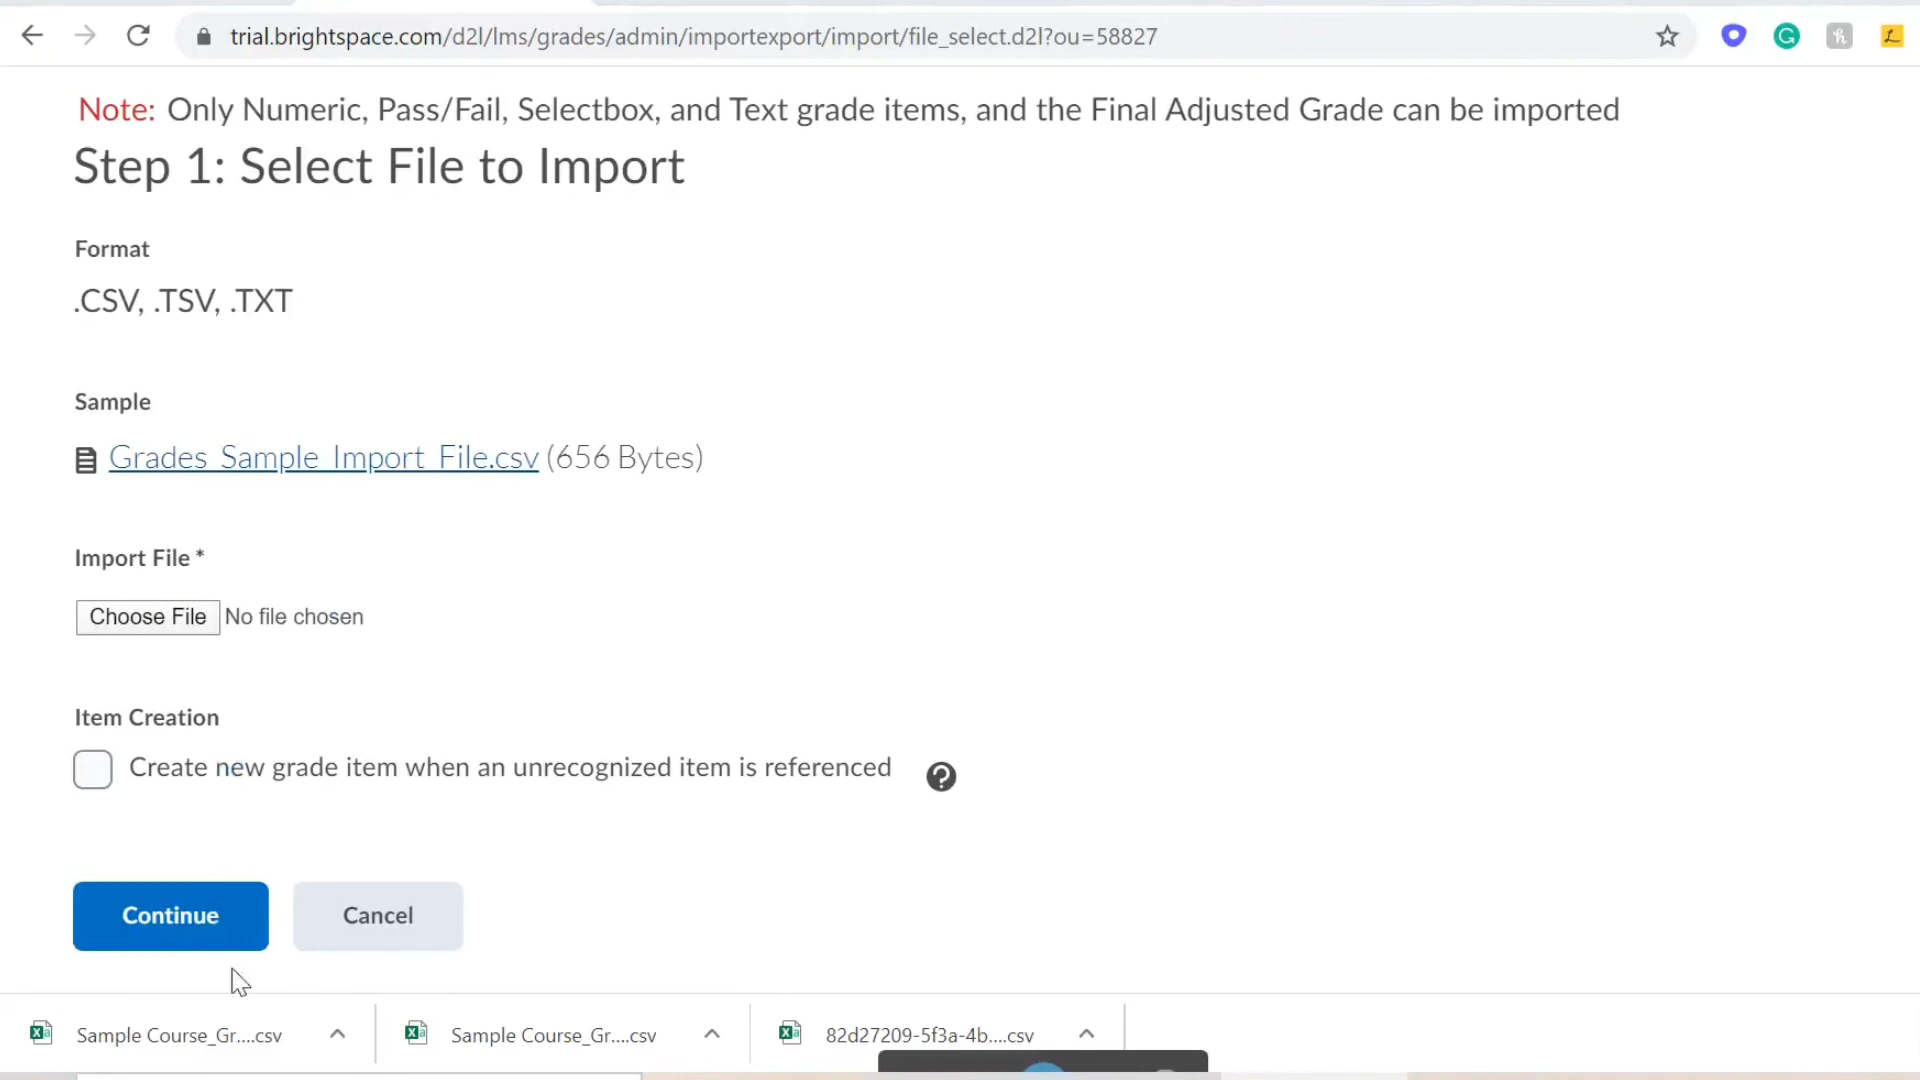 trial.brightspace.com/d2l/lms/grades/admin/importexport/import/file_select.d2l?ou=58827
Note: Only Numeric, Pass/Fail, Selectbox, and Text grade items, and the Final Adjusted Grade can be imported
Step 1: Select File to Import
Format
.CSV, .TSV, .TXT
Sample
Grades_Sample_Import_File.csv (656 Bytes)
Import File *
Choose File No file chosen
Item Creation
Create new grade item when an unrecognized item is referenced
Continue Cancel
Sample Course_Gr....csv Sample Course_Gr....csv 82d27209-5f3a-4b....csv